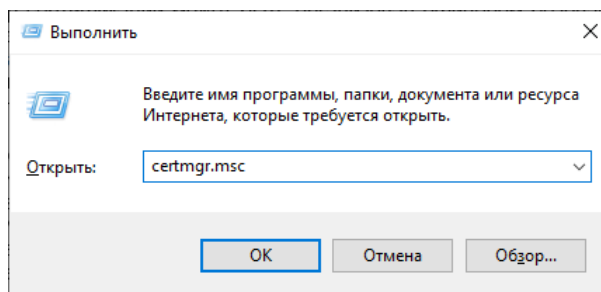 Выполнить
Введите имя программы, папки, документа или ресурса
Интернета, которые требуется открыть.
Открыть: certmgr.msc
OK Отмена Обзор...